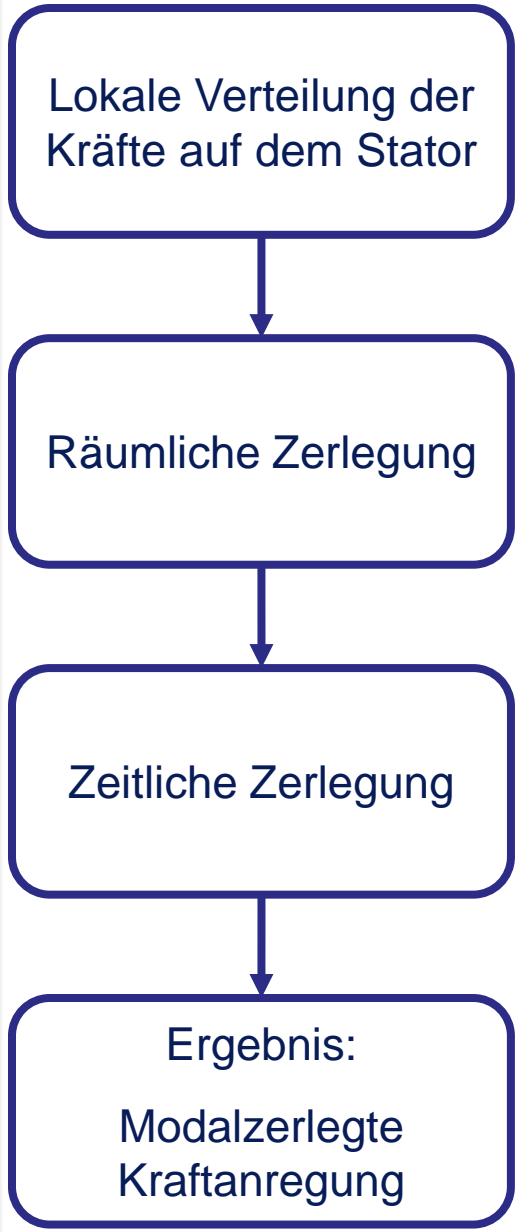 Lokale Verteilung der
Kräfte auf dem Stator
Räumliche Zerlegung
Zeitliche Zerlegung
Ergebnis:
Modalzerlegte
Kraftanregung